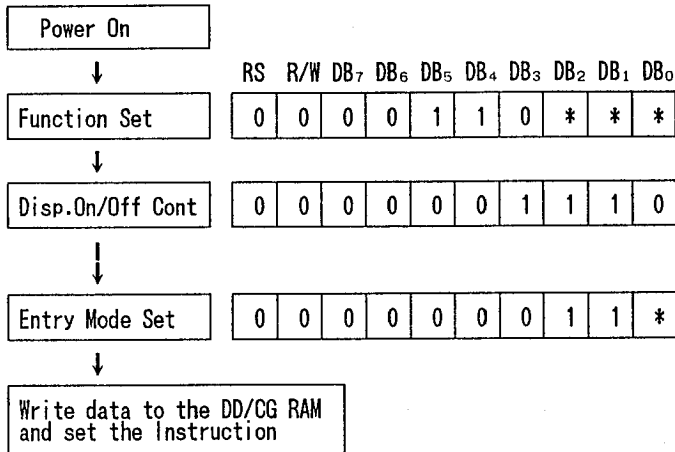 Power On
RS R/W DB₇ DB₆ DB₅ DB₄ DB₃ DB₂ DB₁ DB₀
Function Set 0 0 0 0 1 1 0 * * *
Disp.On/Off Cont 0 0 0 0 0 0 1 1 1 0
Entry Mode Set 0 0 0 0 0 0 0 1 1 *
Write data to the DD/CG RAM
and set the Instruction